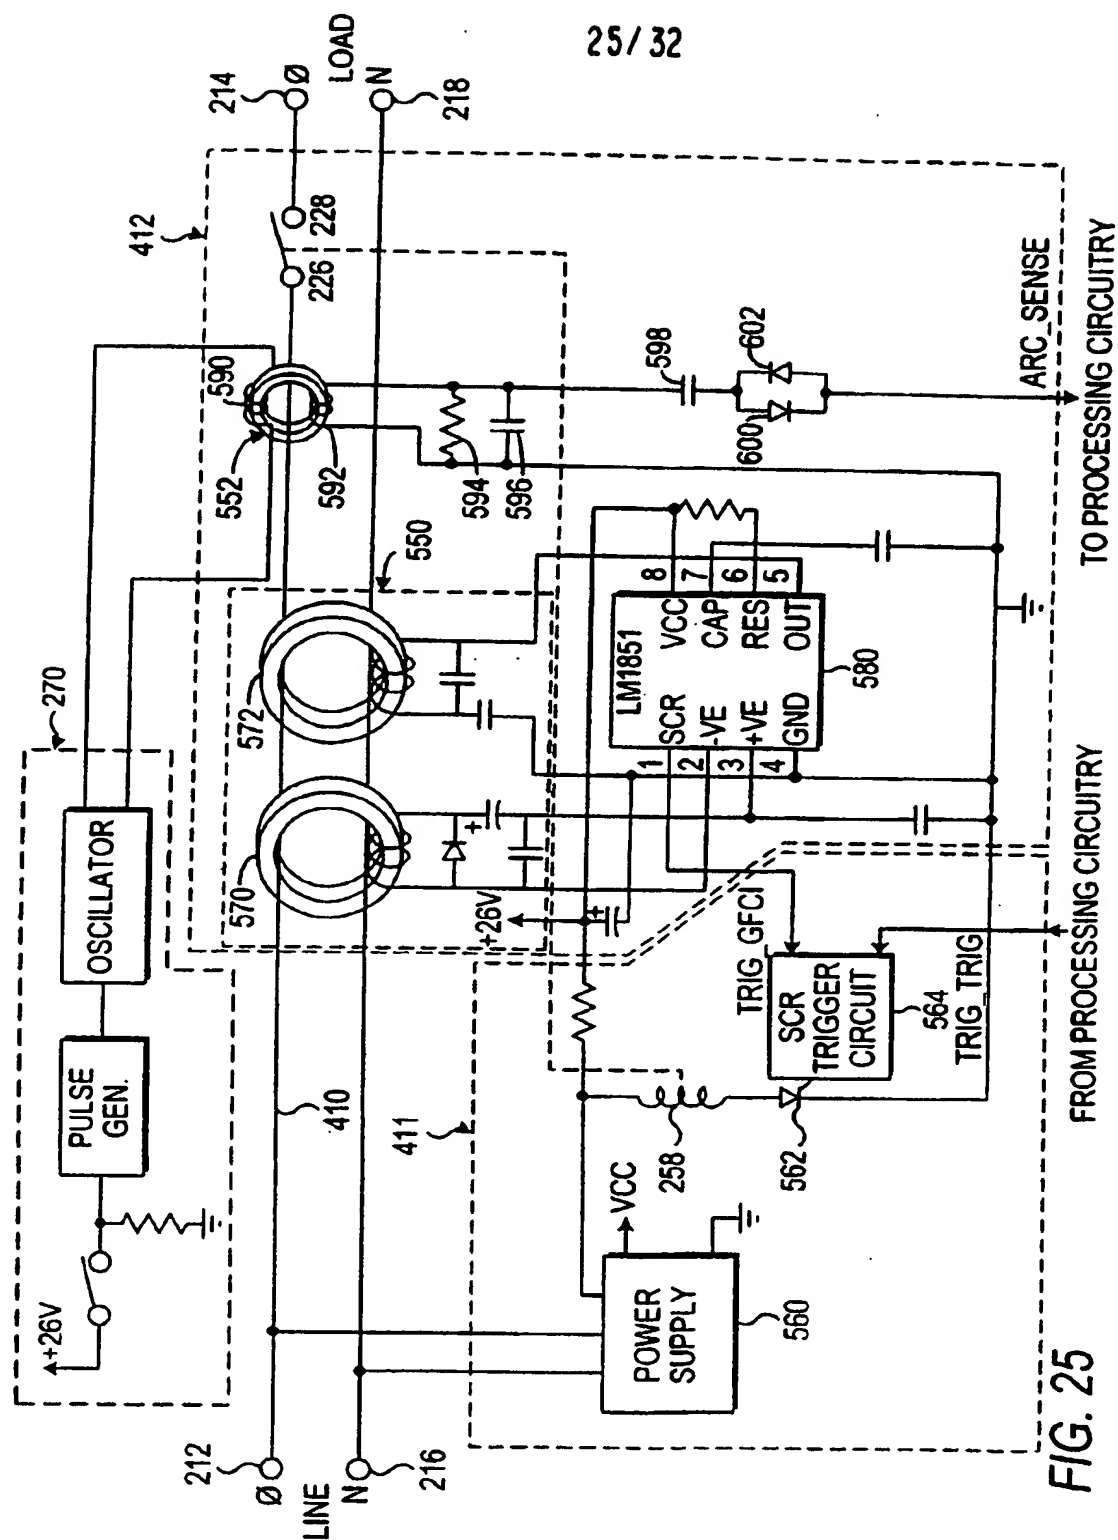 25/32
+26V
PULSE
GEN.
OSCILLATOR
270
412
214
Ø
LOAD
N
218
212
Ø
LINE
N
216
410
570
572
550
552
590
592
226
228
594
596
598
600
602
ARC_SENSE
TO PROCESSING CIRCUITRY
+26V
+
+
LM1851
1
SCR
2
-VE
3
+VE
4
GND
8
VCC
7
CAP
6
RES
5
OUT
580
411
POWER
SUPPLY
560
VCC
258
562
TRIG_GFCI
SCR
TRIGGER
CIRCUIT
564
TRIG_TRIG
FROM PROCESSING CIRCUITRY
FIG. 25